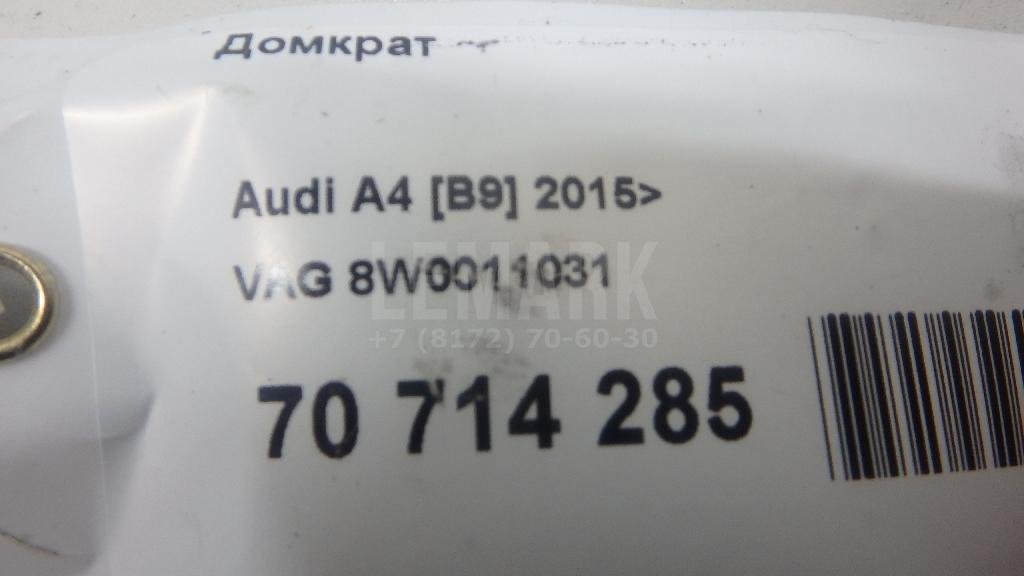 Домкрат
Audi A4 [B9] 2015>
VAG 8W0011031
LEMARK
+7 (8172) 70-60-30
70 714 285